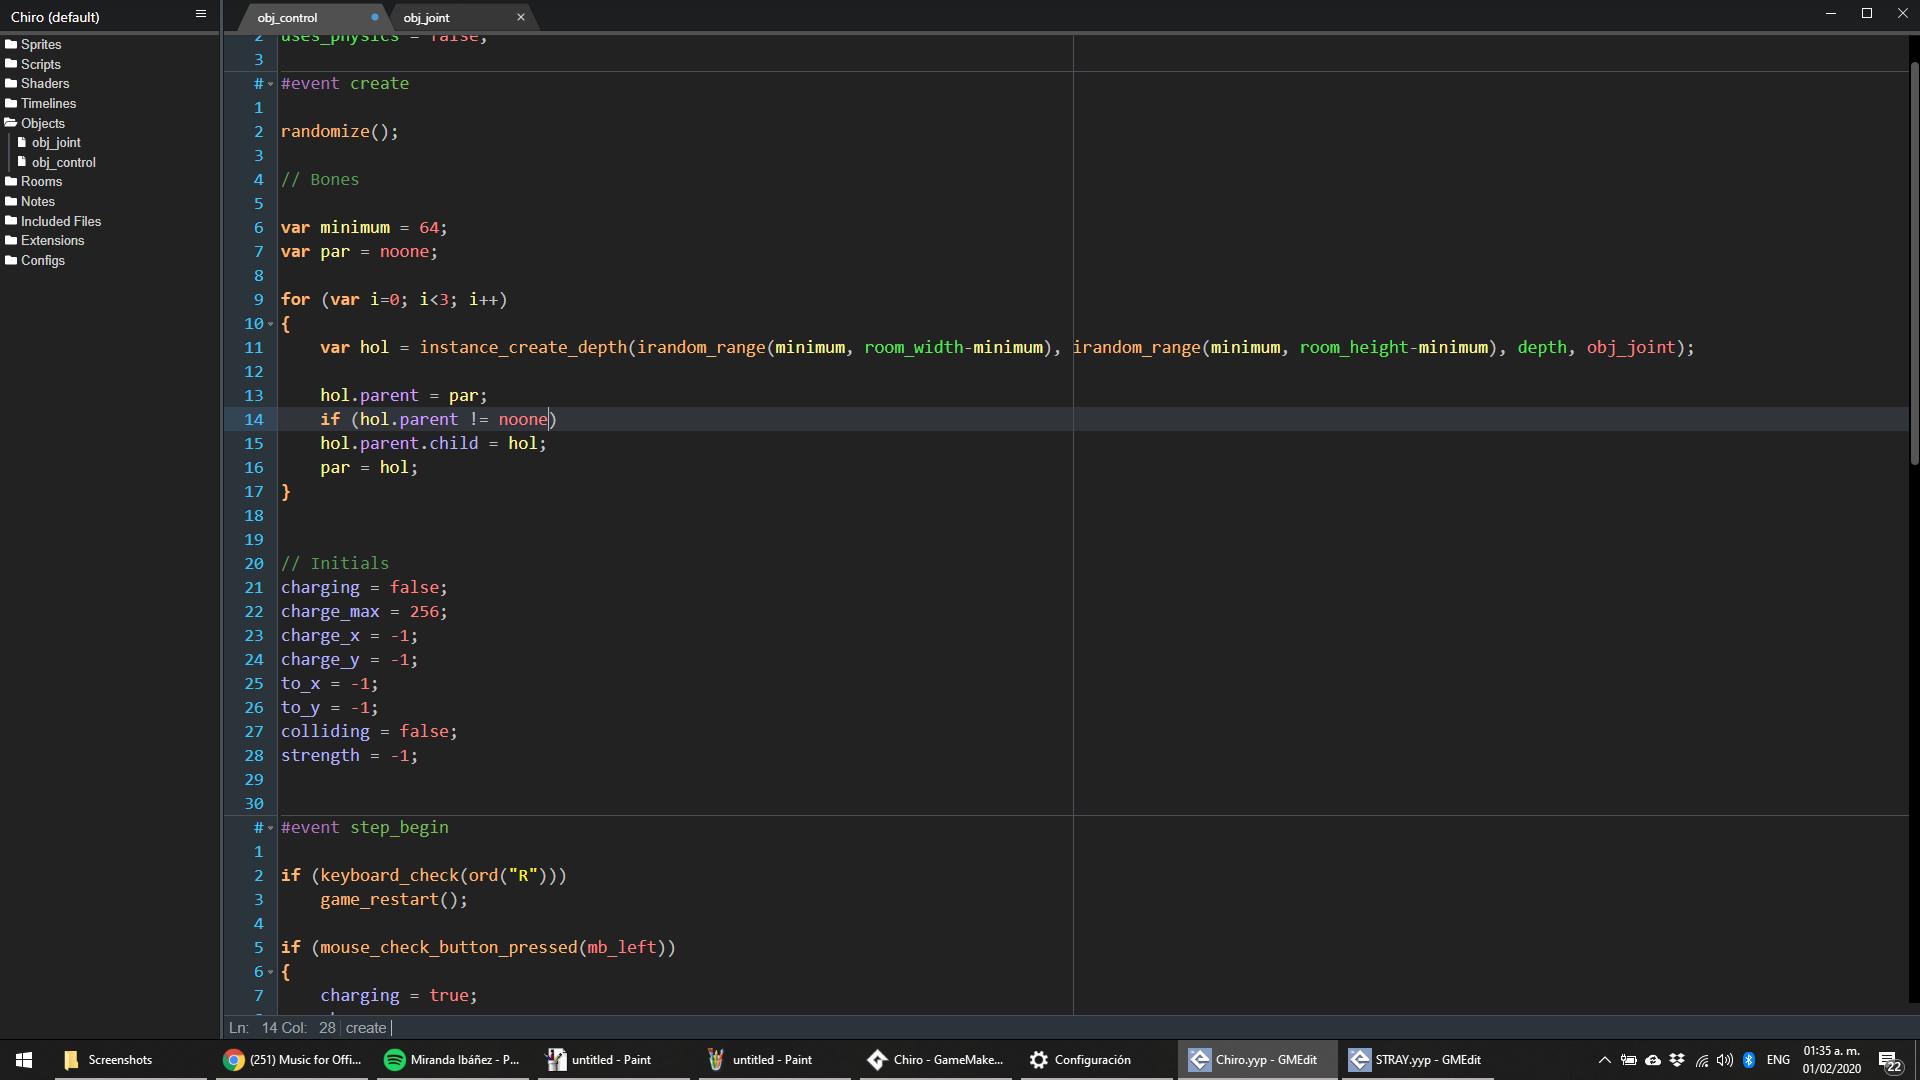 Chiro (default)
obj_control
obj_joint
Sprites
Scripts
Shaders
Timelines
Objects
obj_joint
obj_control
Rooms
Notes
Included Files
Extensions
Configs
2 uses_physics = false;
3
# #event create
1
2 randomize();
3
4 // Bones
5
6 var minimum = 64;
7 var par = noone;
8
9 for (var i=0; i<3; i++)
10 {
11 var hol = instance_create_depth(irandom_range(minimum, room_width-minimum), irandom_range(minimum, room_height-minimum), depth, obj_joint);
12
13 hol.parent = par;
14 if (hol.parent != noone)
15 hol.parent.child = hol;
16 par = hol;
17 }
18
19
20 // Initials
21 charging = false;
22 charge_max = 256;
23 charge_x = -1;
24 charge_y = -1;
25 to_x = -1;
26 to_y = -1;
27 colliding = false;
28 strength = -1;
29
30
# #event step_begin
1
2 if (keyboard_check(ord("R")))
3 game_restart();
4
5 if (mouse_check_button_pressed(mb_left))
6 {
7 charging = true;
Ln: 14 Col: 28 create
Screenshots
(251) Music for Offi...
Miranda Ibáñez - P...
untitled - Paint
untitled - Paint
Chiro - GameMake...
Configuración
Chiro.yyp - GMEdit
STRAY.yyp - GMEdit
ENG
01:35 a. m.
01/02/2020
22